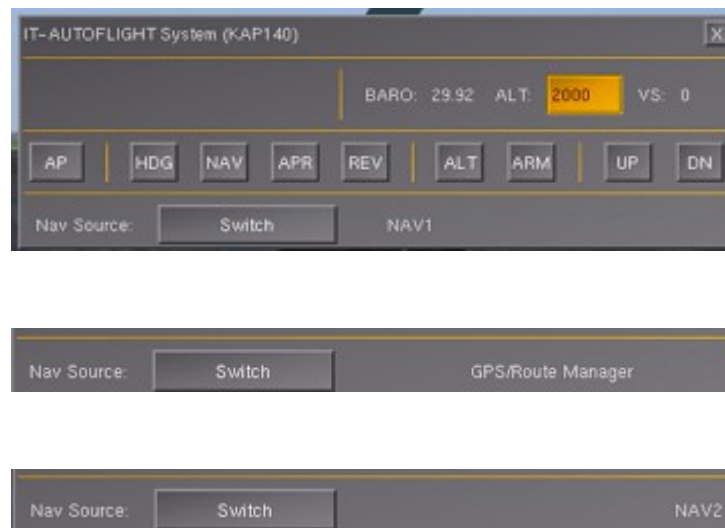 IT-AUTOFLIGHT System (KAP140) X
BARO: 29.92 ALT: 2000 VS: 0
AP HDG NAV APR REV ALT ARM UP DN
Nav Source: Switch NAV1
Nav Source: Switch GPS/Route Manager
Nav Source: Switch NAV2